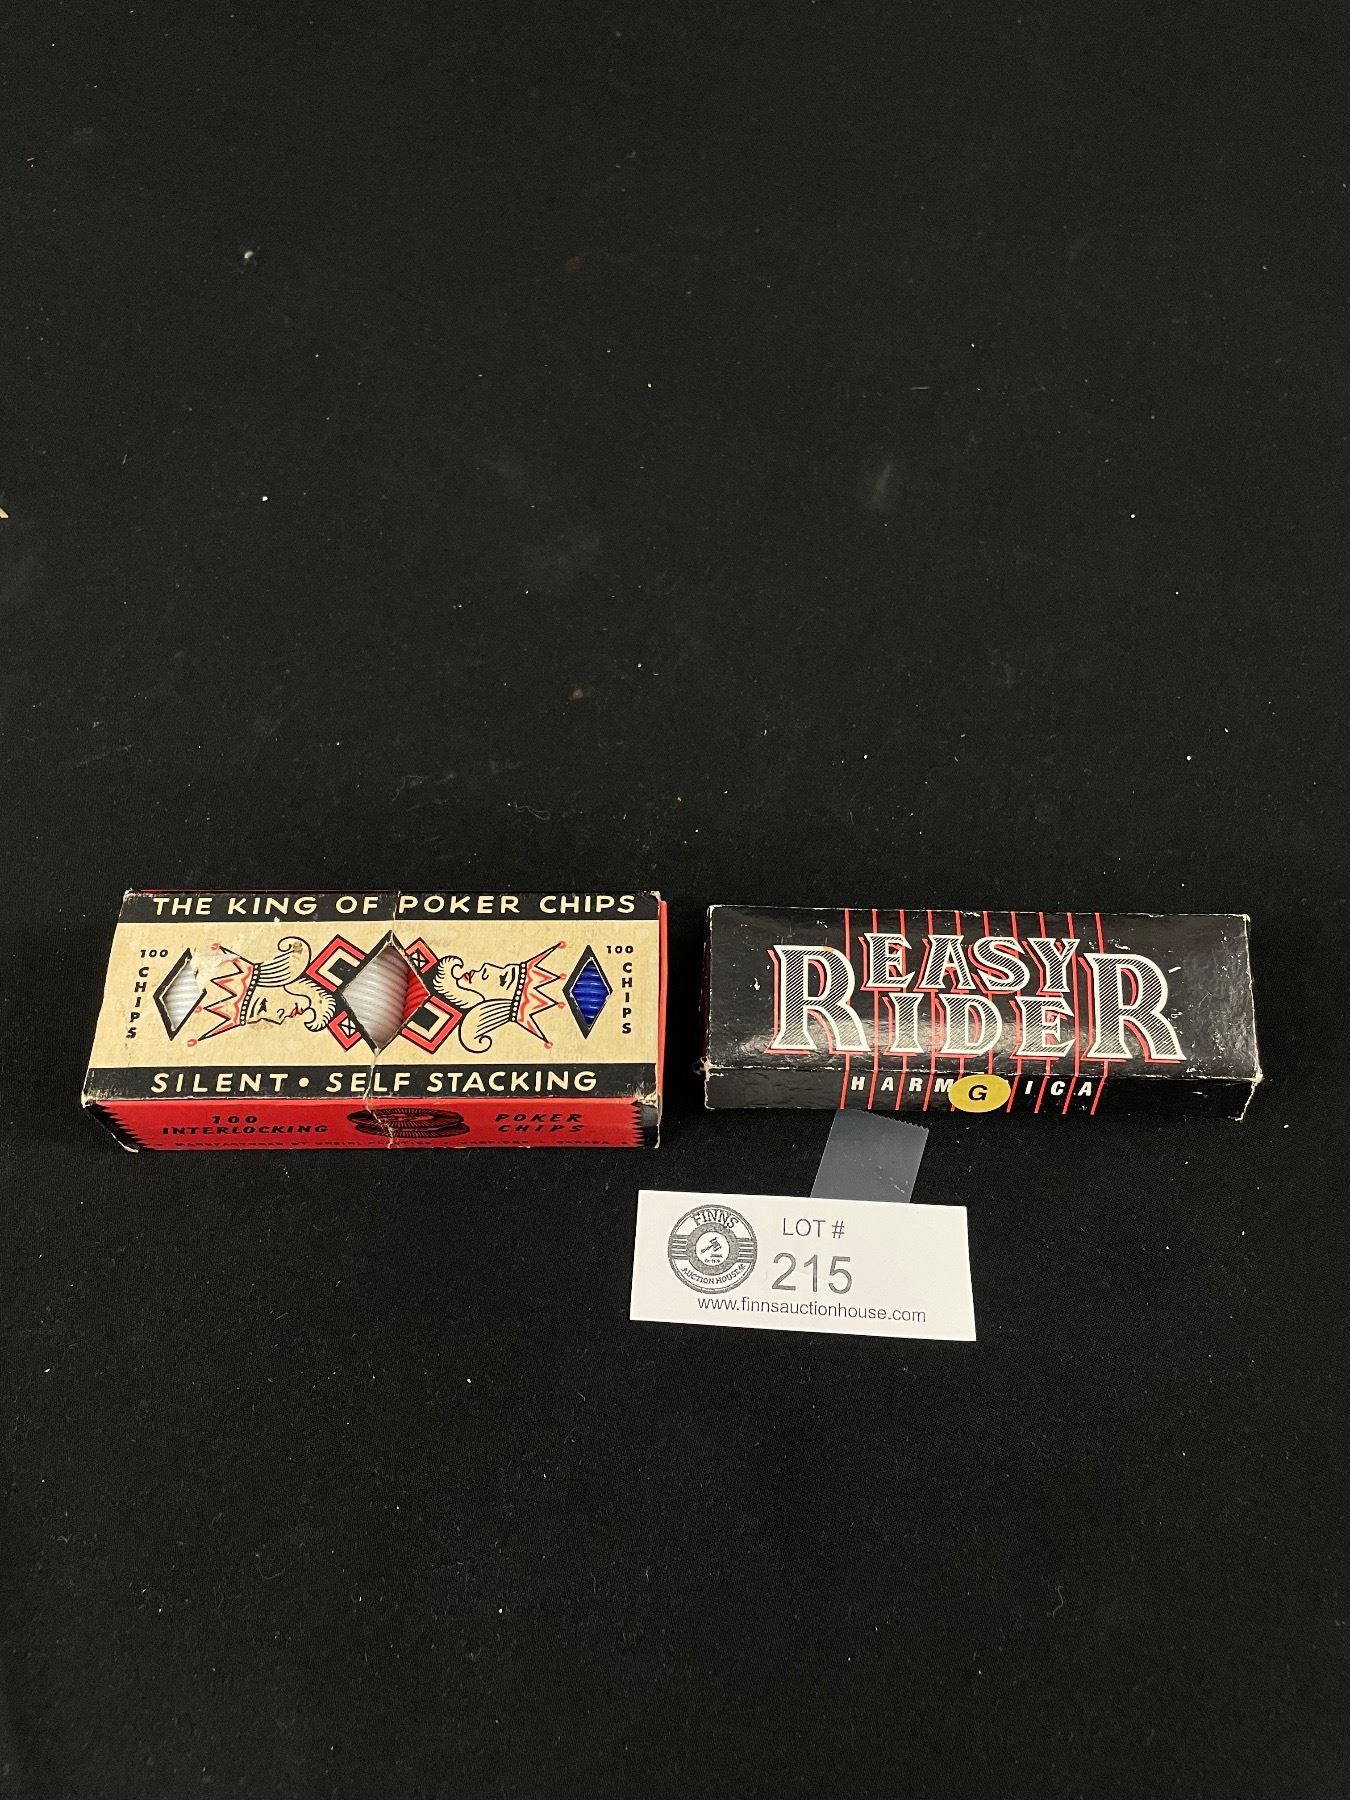 THE KING OF POKER CHIPS
100 CHIPS
100 CHIPS
SILENT • SELF STACKING
100 INTERLOCKING
POKER CHIPS
EASY
RIDER
HARM ICA
G
FINNS
AUCTION HOUSE
LOT #
215
www.finnsauctionhouse.com